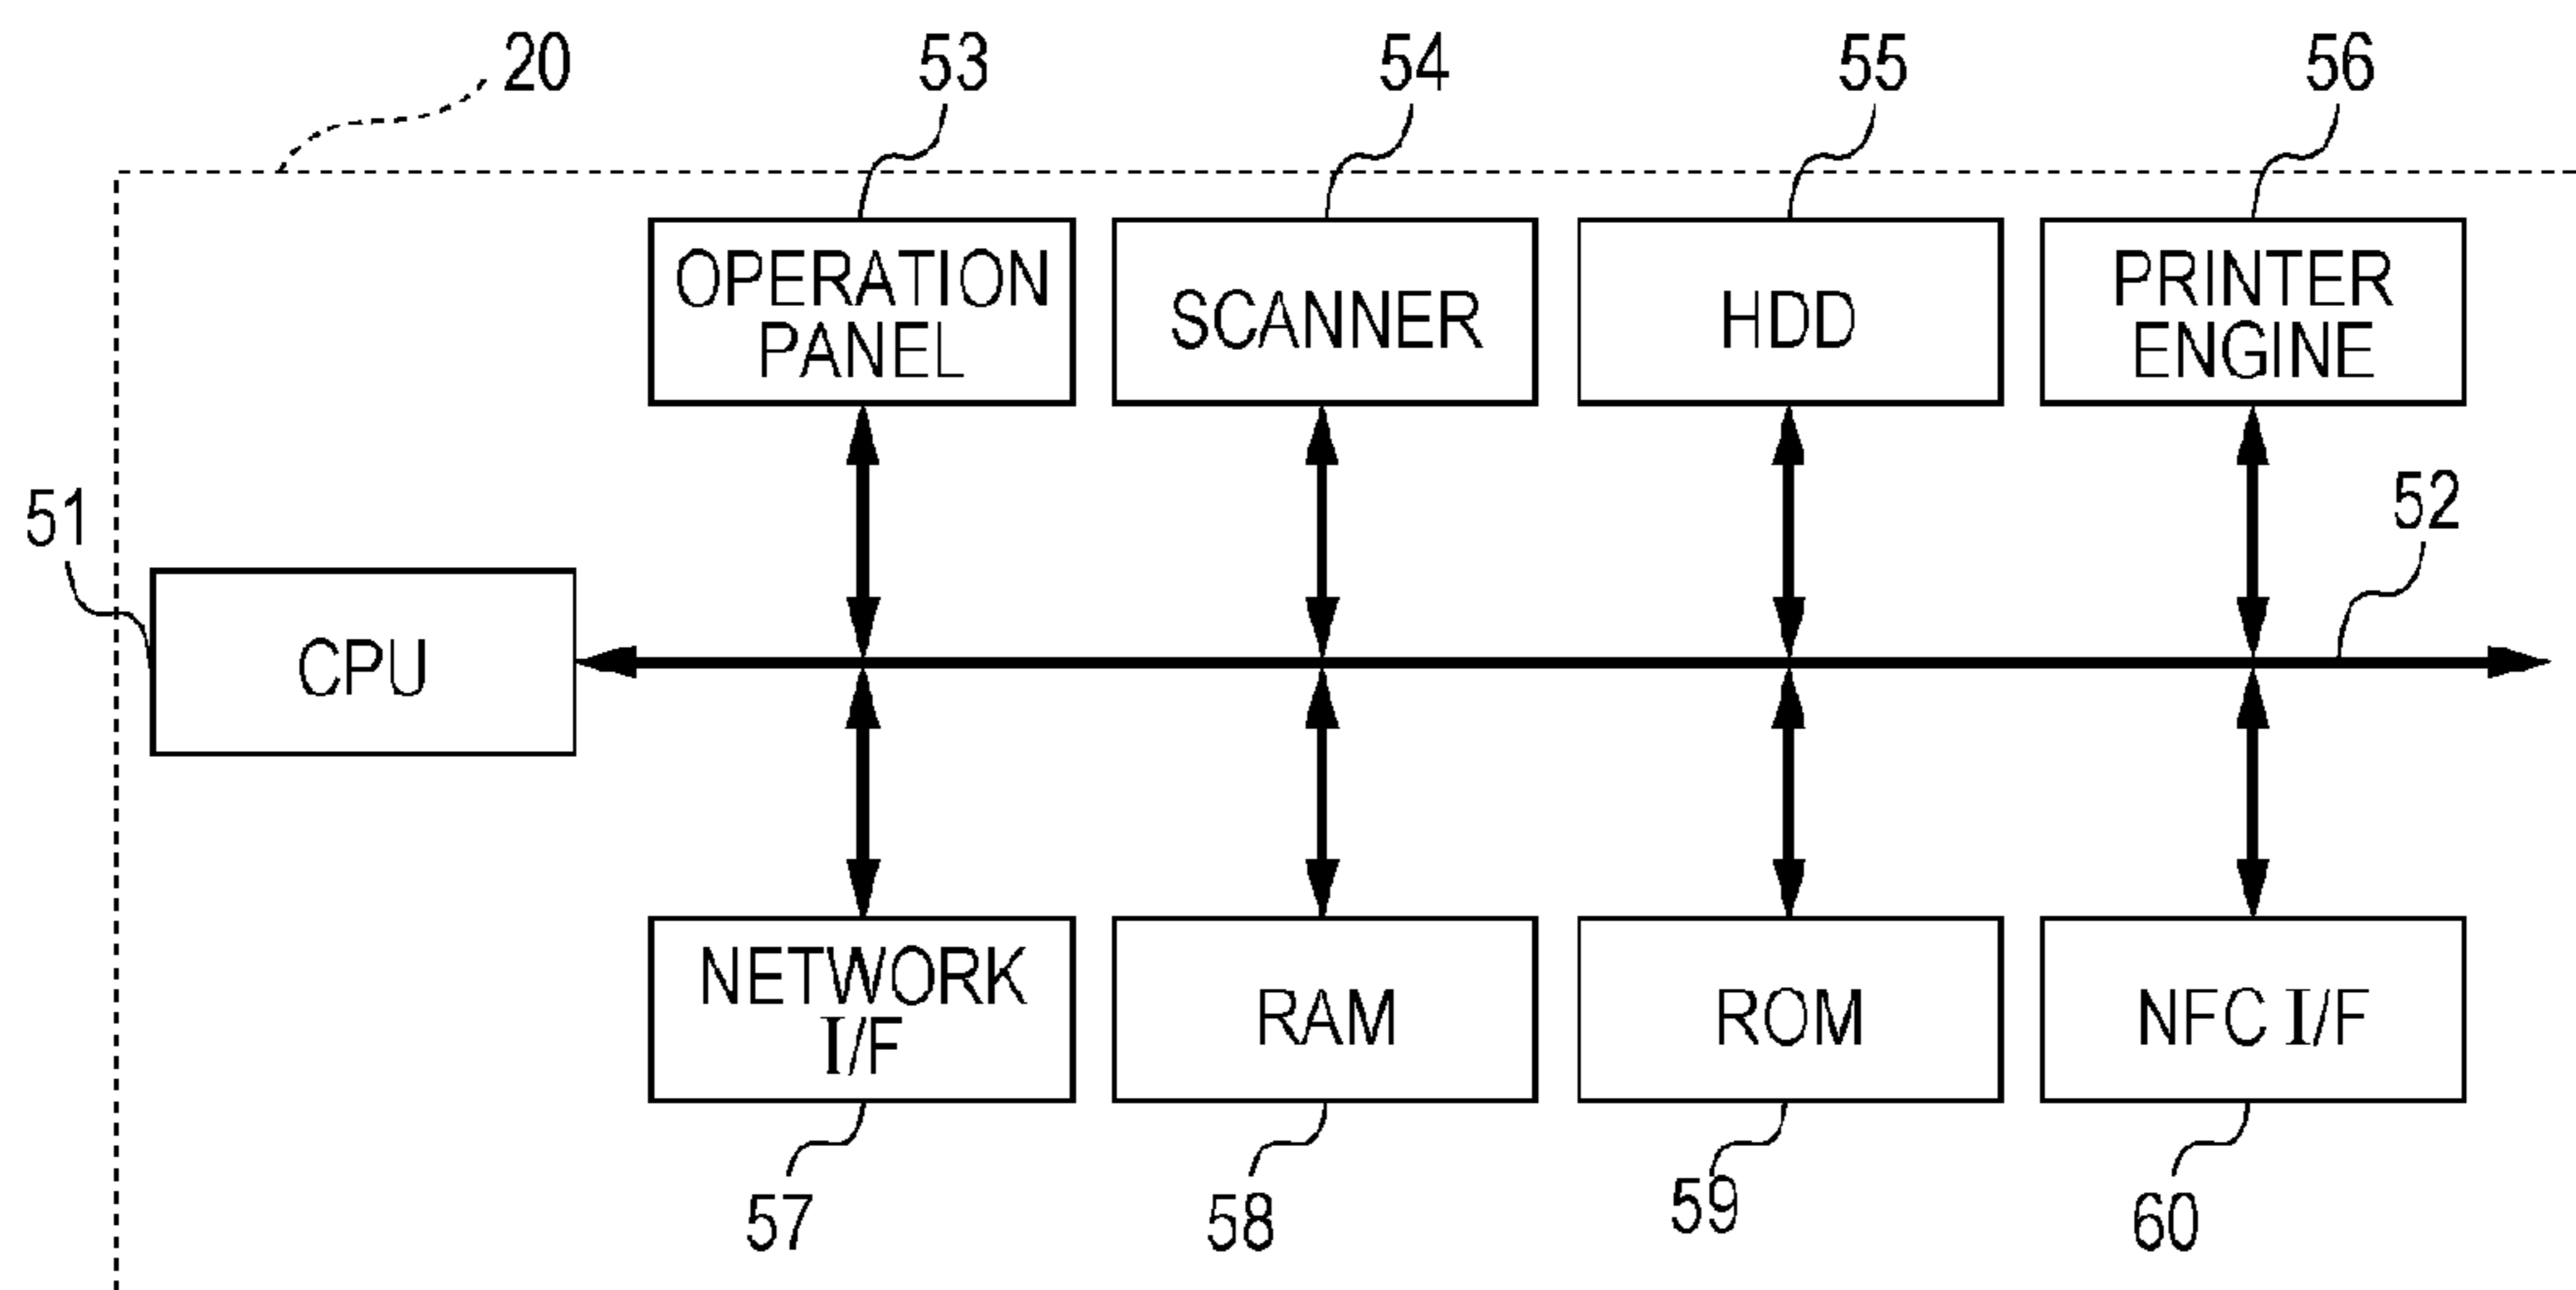 20
53
54
55
56
OPERATION
PANEL
SCANNER
HDD
PRINTER
ENGINE
51
52
CPU
NETWORK
I/F
RAM
ROM
NFC I/F
57
58
59
60